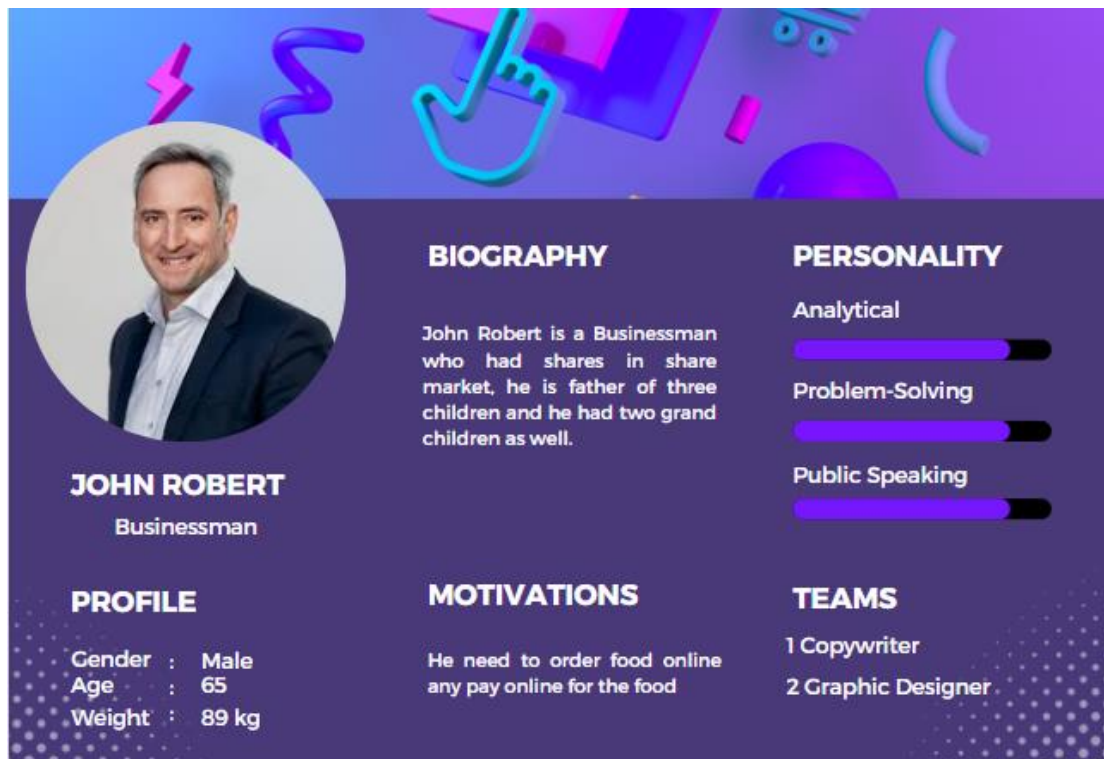 JOHN ROBERT
Businessman
PROFILE
Gender : Male
Age : 65
Weight : 89 kg
BIOGRAPHY
John Robert is a Businessman
who had shares in share
market, he is father of three
children and he had two grand
children as well.
MOTIVATIONS
He need to order food online
any pay online for the food
PERSONALITY
Analytical
Problem-Solving
Public Speaking
TEAMS
1 Copywriter
2 Graphic Designer